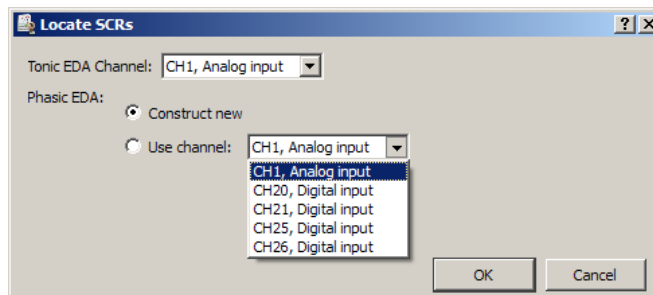 Locate SCRs
Tonic EDA Channel: CH1, Analog input
Phasic EDA:
Construct new
Use channel: CH1, Analog input
CH1, Analog input
CH20, Digital input
CH21, Digital input
CH25, Digital input
CH26, Digital input
OK Cancel